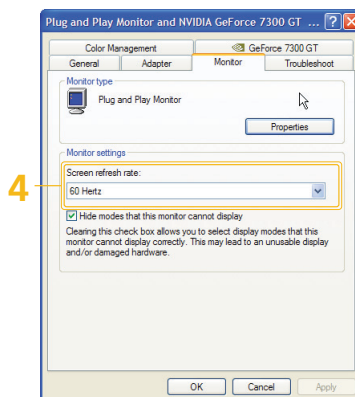 Plug and Play Monitor and NVIDIA GeForce 7300 GT ...
Color Management
GeForce 7300 GT
General
Adapter
Monitor
Troubleshoot
Monitor type
Plug and Play Monitor
Properties
Monitor settings
4
Screen refresh rate:
60 Hertz
Hide modes that this monitor cannot display
Clearing this check box allows you to select display modes that this
monitor cannot display correctly. This may lead to an unusable display
and/or damaged hardware.
OK
Cancel
Apply